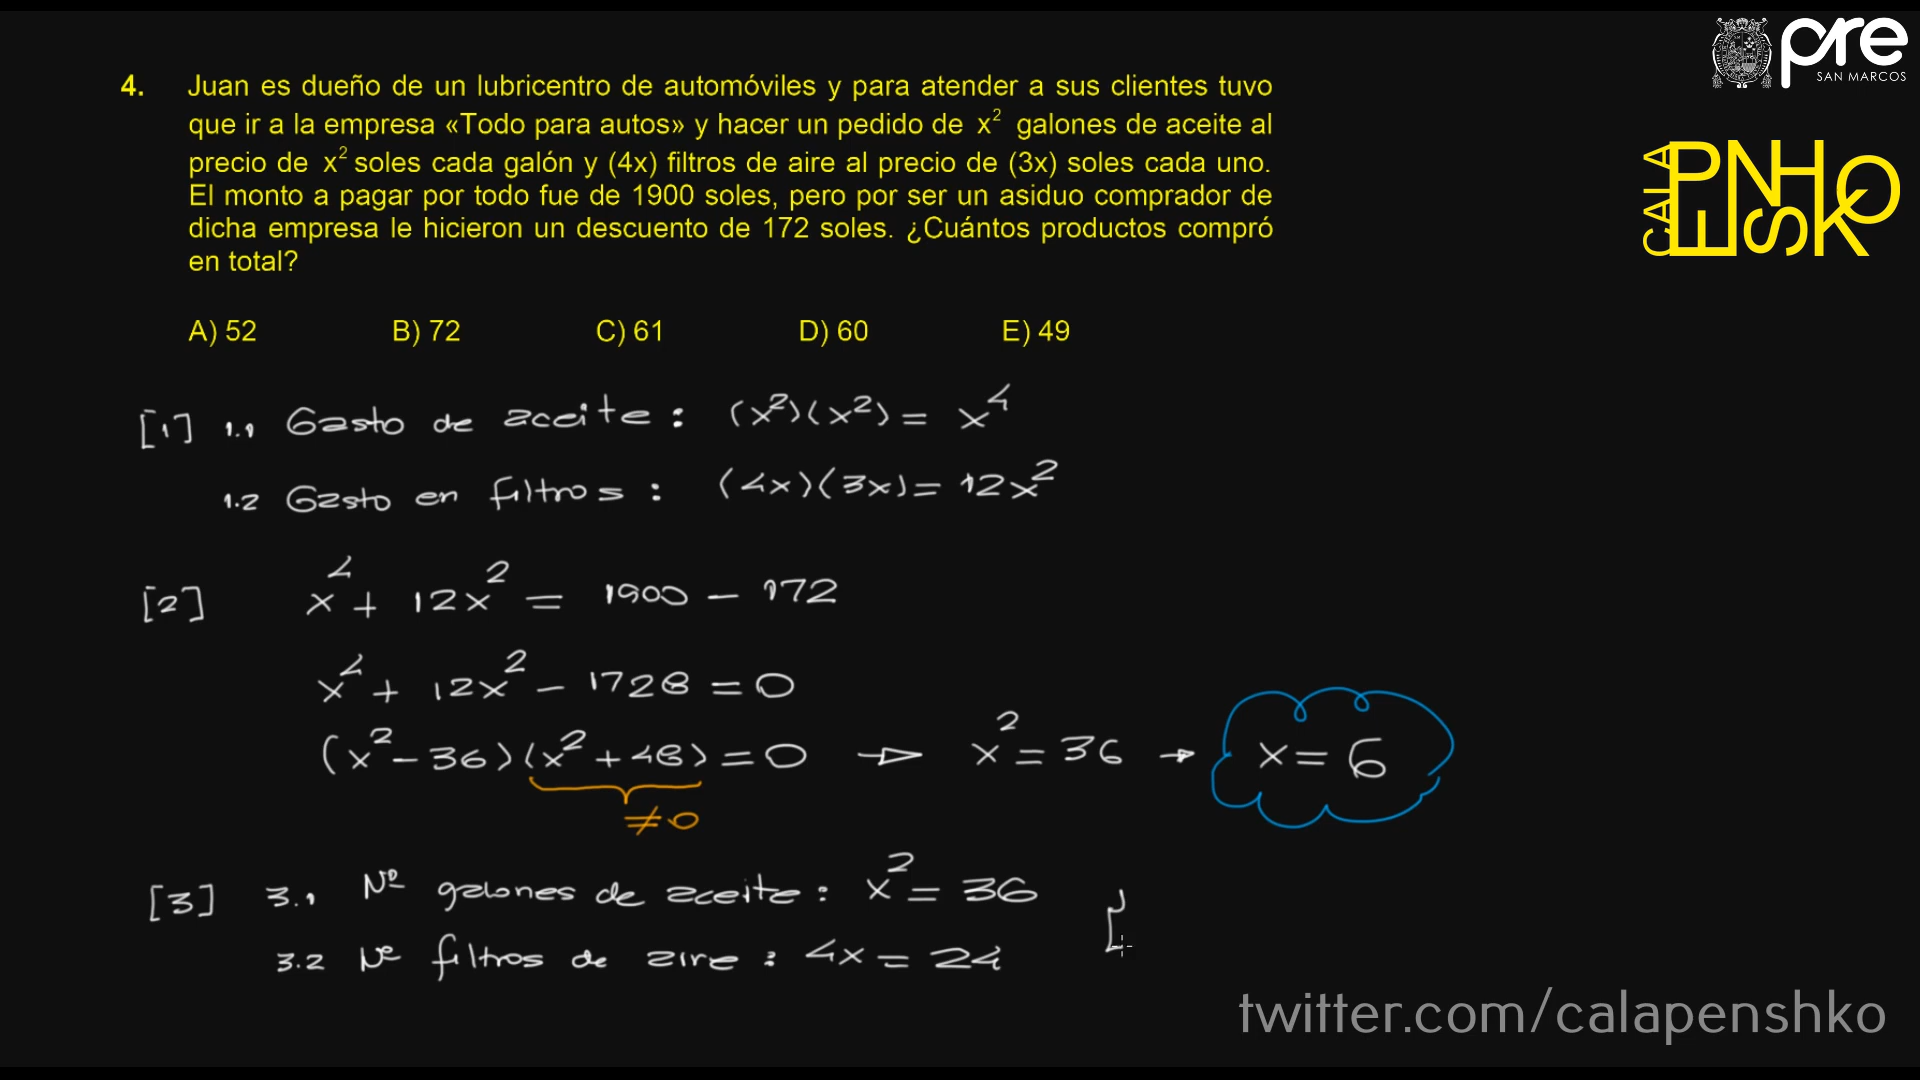 pre
SAN MARCOS
CALA
PENSHKO
4. Juan es dueño de un lubricentro de automóviles y para atender a sus clientes tuvo
que ir a la empresa «Todo para autos» y hacer un pedido de x² galones de aceite al
precio de x² soles cada galón y (4x) filtros de aire al precio de (3x) soles cada uno.
El monto a pagar por todo fue de 1900 soles, pero por ser un asiduo comprador de
dicha empresa le hicieron un descuento de 172 soles. ¿Cuántos productos compró
en total?
A) 52 B) 72 C) 61 D) 60 E) 49
[1] 1.1 Gasto de aceite : (x²)(x²) = x⁴
1.2 Gasto en filtros : (4x)(3x) = 12x²
[2] x⁴ + 12x² = 1900 − 172
x⁴ + 12x² − 1728 = 0
(x² − 36)(x² + 48) = 0 → x² = 36 → x = 6
≠0
[3] 3.1 Nº galones de aceite : x² = 36
3.2 Nº filtros de aire : 4x = 24
twitter.com/calapenshko